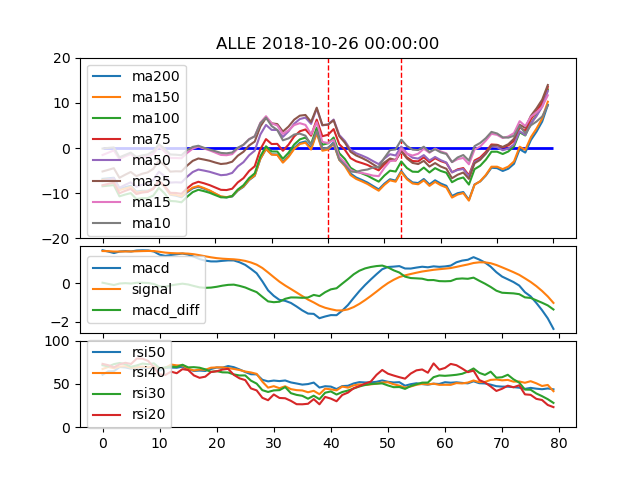 ALLE 2018-10-26 00:00:00
20
10
0
−10
−20
ma200
ma150
ma100
ma75
ma50
ma35
ma15
ma10
0
−2
macd
signal
macd_diff
100
50
0
rsi50
rsi40
rsi30
rsi20
0 10 20 30 40 50 60 70 80